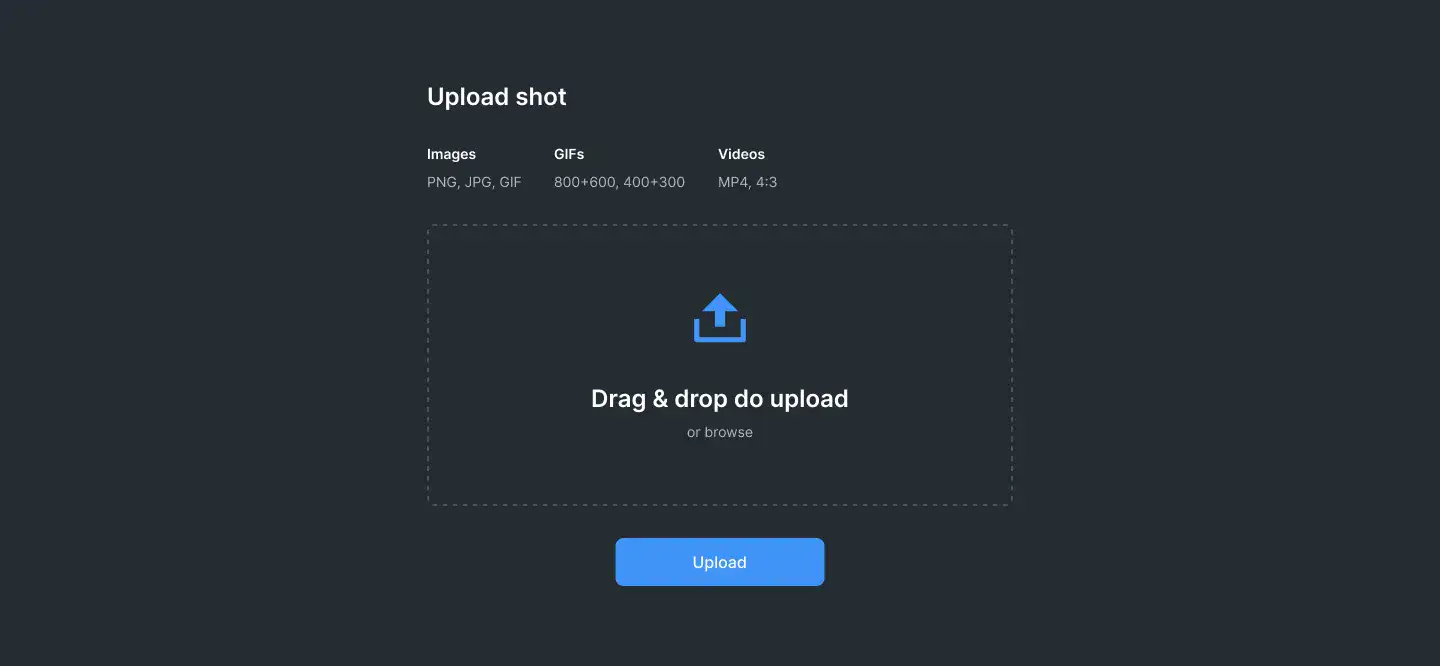 Upload shot
Images
PNG, JPG, GIF
GIFs
800+600, 400+300
Videos
MP4, 4:3
Drag & drop do upload
or browse
Upload